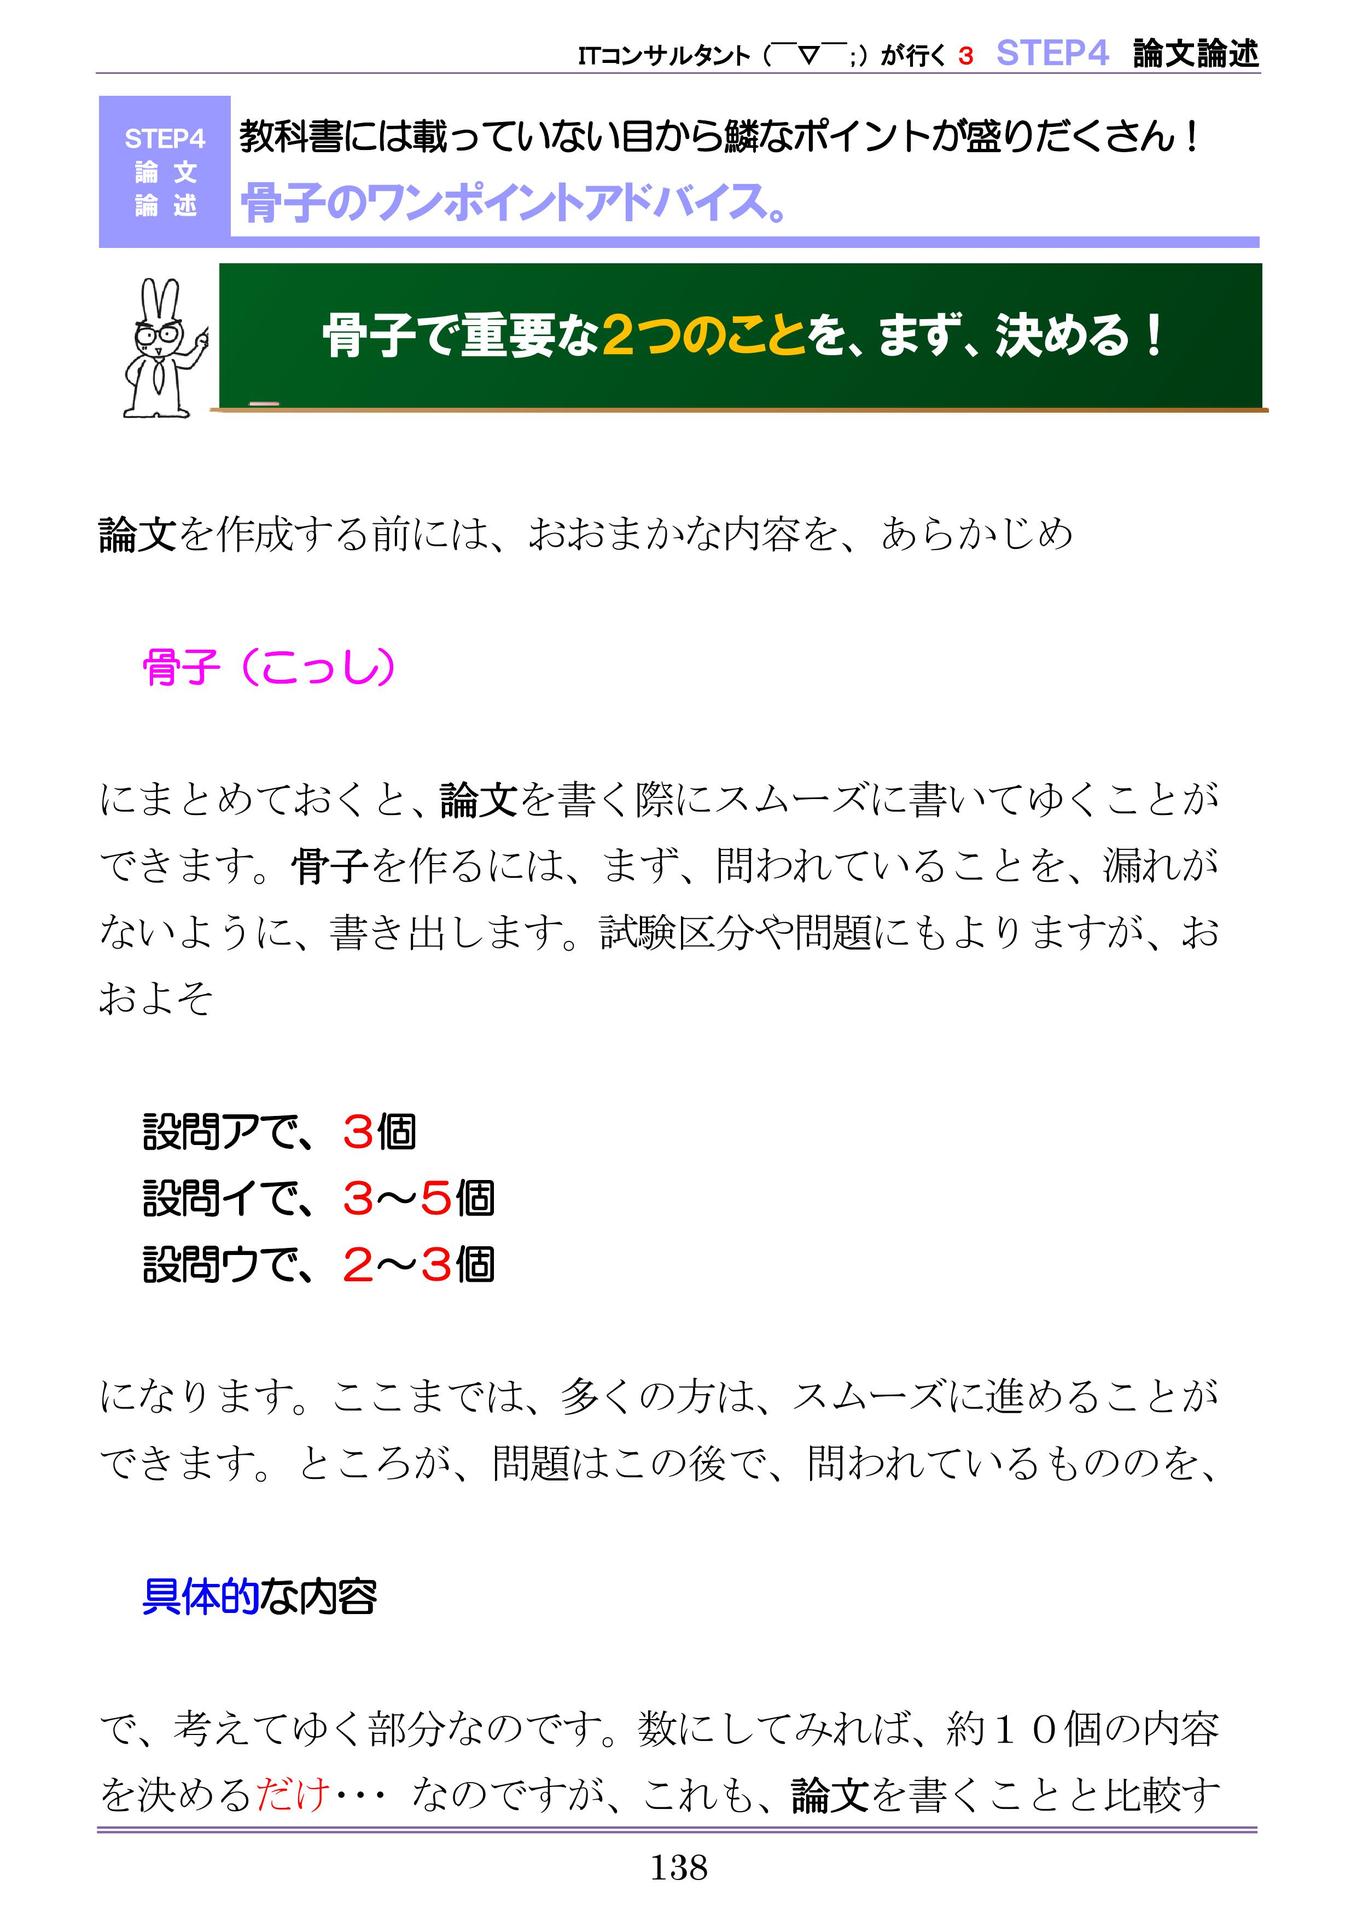 ITコンサルタント（￣▽￣；）が行く 3　STEP4　論文論述
STEP4
論 文
論 述
教科書には載っていない目から鱗なポイントが盛りだくさん！
骨子のワンポイントアドバイス。
骨子で重要な２つのことを、まず、決める！
論文を作成する前には、おおまかな内容を、あらかじめ
骨子（こっし）
にまとめておくと、論文を書く際にスムーズに書いてゆくことが
できます。骨子を作るには、まず、問われていることを、漏れが
ないように、書き出します。試験区分や問題にもよりますが、お
およそ
設問アで、３個
設問イで、３～５個
設問ウで、２～３個
になります。ここまでは、多くの方は、スムーズに進めることが
できます。ところが、問題はこの後で、問われているもののを、
具体的な内容
で、考えてゆく部分なのです。数にしてみれば、約１０個の内容
を決めるだけ･･･ なのですが、これも、論文を書くことと比較す
138